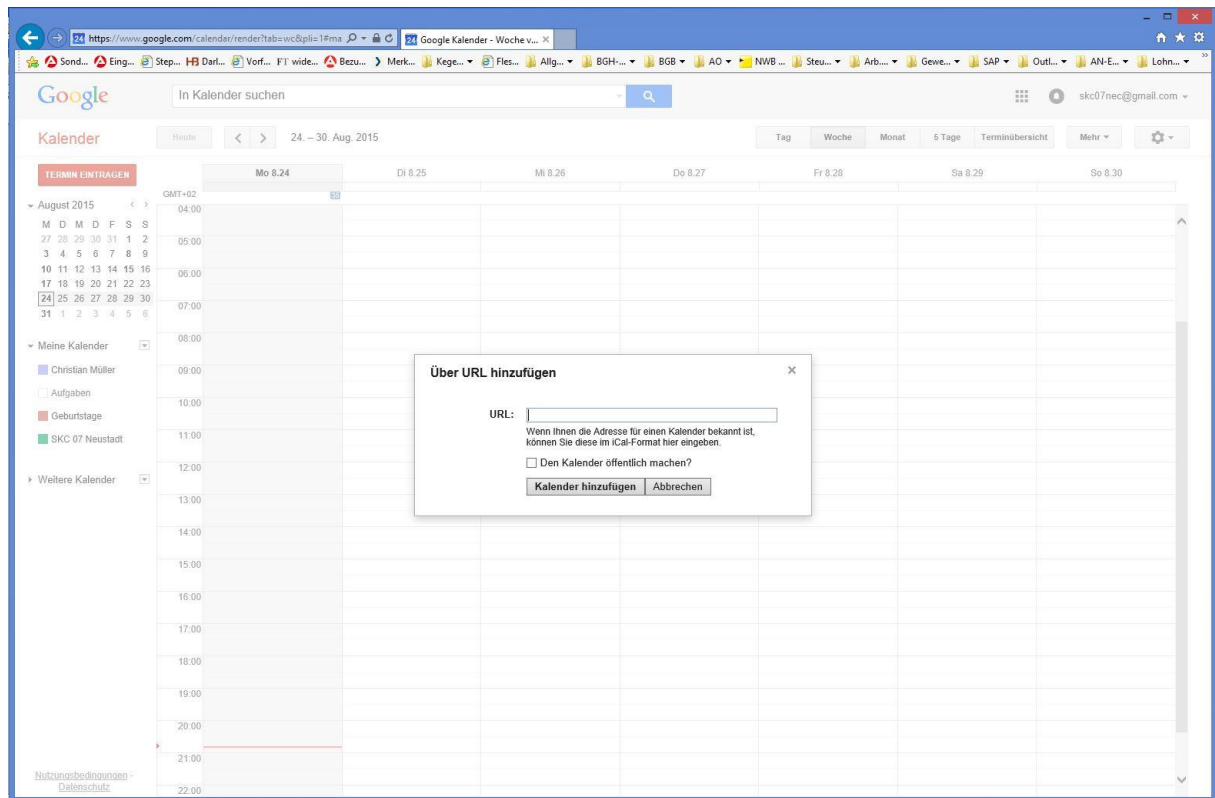 https://www.google.com/calendar/render?tab=wc&pli=1#ma
24 Google Kalender - Woche v... ×
Sond... Eing... Step... HB Darl... Vorf... FT wide... Bezu... Merk... Kege... Fles... Allg... BGH-... BGB AO NWB ... Steu... Arb.... Gewe... SAP Outl... AN-E... Lohn...
Google In Kalender suchen skc07nec@gmail.com
Kalender Heute 24. – 30. Aug. 2015 Tag Woche Monat 5 Tage Terminübersicht Mehr
TERMIN EINTRAGEN
Mo 8.24 Di 8.25 Mi 8.26 Do 8.27 Fr 8.28 Sa 8.29 So 8.30
GMT+02
August 2015
M D M D F S S
27 28 29 30 31 1 2
3 4 5 6 7 8 9
10 11 12 13 14 15 16
17 18 19 20 21 22 23
24 25 26 27 28 29 30
31 1 2 3 4 5 6
Meine Kalender
Christian Müller
Aufgaben
Geburtstage
SKC 07 Neustadt
Weitere Kalender
04:00
05:00
06:00
07:00
08:00
09:00
10:00
11:00
12:00
13:00
14:00
15:00
16:00
17:00
18:00
19:00
20:00
21:00
22:00
Über URL hinzufügen ×
URL:
Wenn Ihnen die Adresse für einen Kalender bekannt ist,
können Sie diese im iCal-Format hier eingeben.
Den Kalender öffentlich machen?
Kalender hinzufügen Abbrechen
Nutzungsbedingungen -
Datenschutz